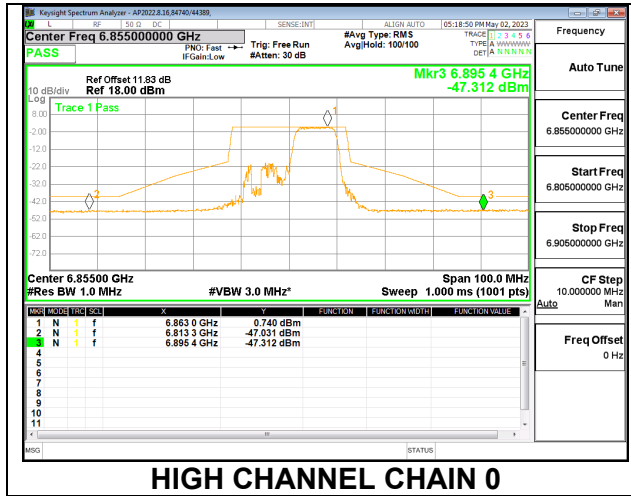 Keysight Spectrum Analyzer - AP2022.8.16,84740/44389,
L RF 50 Ω DC SENSE:INT ALIGN AUTO 05:18:50 PM May 02, 2023
Center Freq 6.855000000 GHz #Avg Type: RMS TRACE 1 2 3 4 5 6
PASS PNO: Fast Trig: Free Run Avg|Hold: 100/100 TYPE A WWWWW
IFGain:Low #Atten: 30 dB DET A N N N N N
Ref Offset 11.83 dB Mkr3 6.895 4 GHz
10 dB/div Ref 18.00 dBm -47.312 dBm
Log
Trace 1 Pass
8.00
1
-2.00
-12.0
-22.0
-32.0
2 3
-42.0
-52.0
-62.0
-72.0
Center 6.85500 GHz Span 100.0 MHz
#Res BW 1.0 MHz #VBW 3.0 MHz* Sweep 1.000 ms (1001 pts)
MKR MODE TRC SCL X Y FUNCTION FUNCTION WIDTH FUNCTION VALUE
1 N 1 f 6.863 0 GHz 0.740 dBm
2 N 1 f 6.813 3 GHz -47.031 dBm
3 N 1 f 6.895 4 GHz -47.312 dBm
4
5
6
7
8
9
10
11
MSG STATUS
Frequency
Auto Tune
Center Freq
6.855000000 GHz
Start Freq
6.805000000 GHz
Stop Freq
6.905000000 GHz
CF Step
10.000000 MHz
Auto Man
Freq Offset
0 Hz
HIGH CHANNEL CHAIN 0